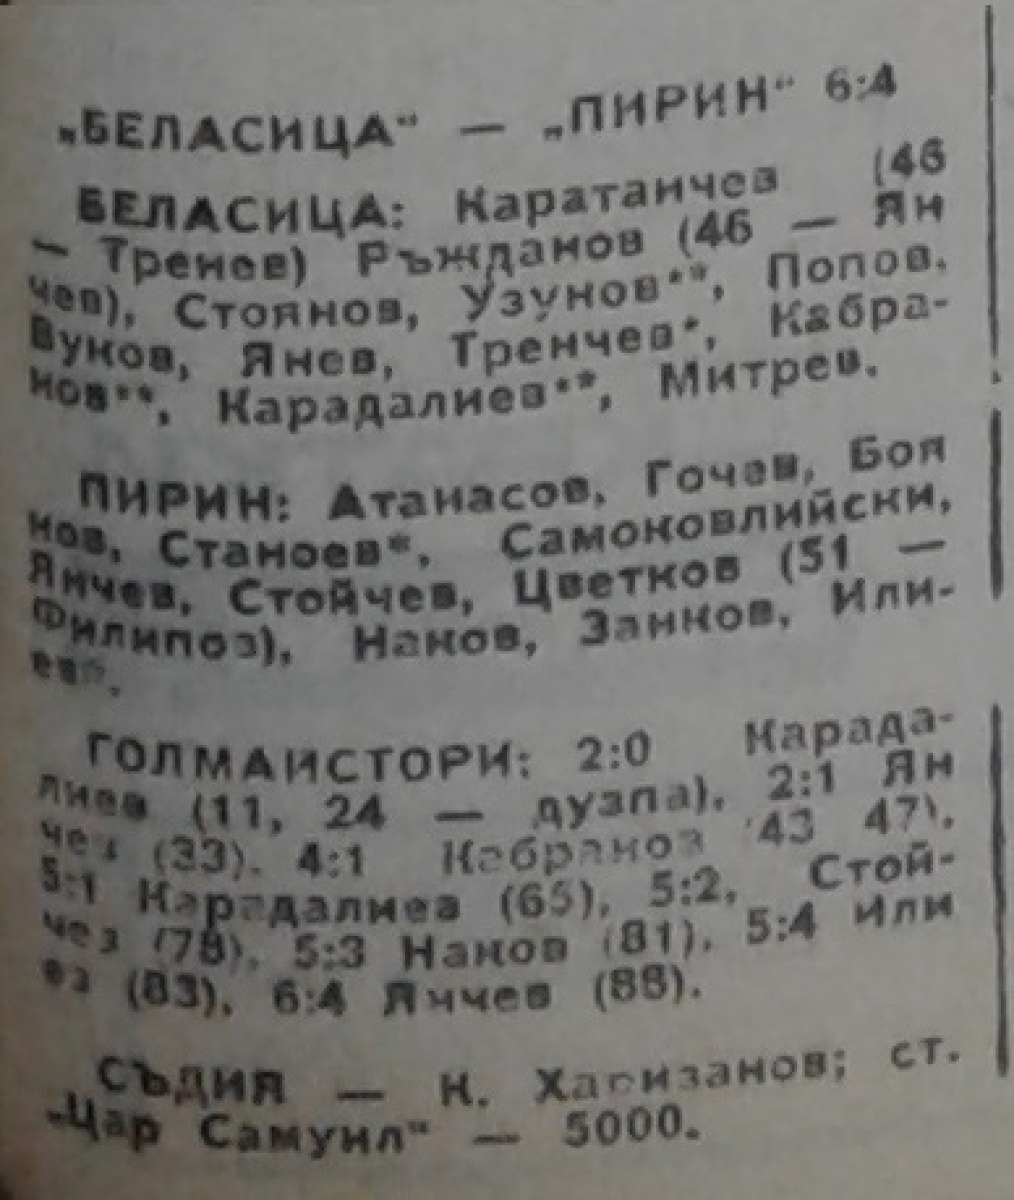 „БЕЛАСИЦА“ — „ПИРИН“ 6:4
БЕЛАСИЦА: Каратаичев (46
— Тренев) Ръжданов (46 — Ян
чев), Стоянов, Узунов**, Попов,
Вуков, Янев, Тренчев*, Кабра-
нов**, Карадалиев**, Митрев.
ПИРИН: Атанасов, Гочев, Боя
нов, Станоев*, Самоковлийски,
Янчев, Стойчев, Цветков (51 —
Филипов), Наков, Занков, Или-
ев*.
ГОЛМАИСТОРИ: 2:0 Карада-
лиев (11, 24 — дузпа), 2:1 Ян
чев (33), 4:1 Кабранов (43 47),
5:1 Карадалиев (65), 5:2, Стой-
чев (78), 5:3 Наков (81), 5:4 Или
ев (83), 6:4 Янчев (88).
СЪДИЯ — Н. Харизанов; ст.
„Цар Самуил“ — 5000.